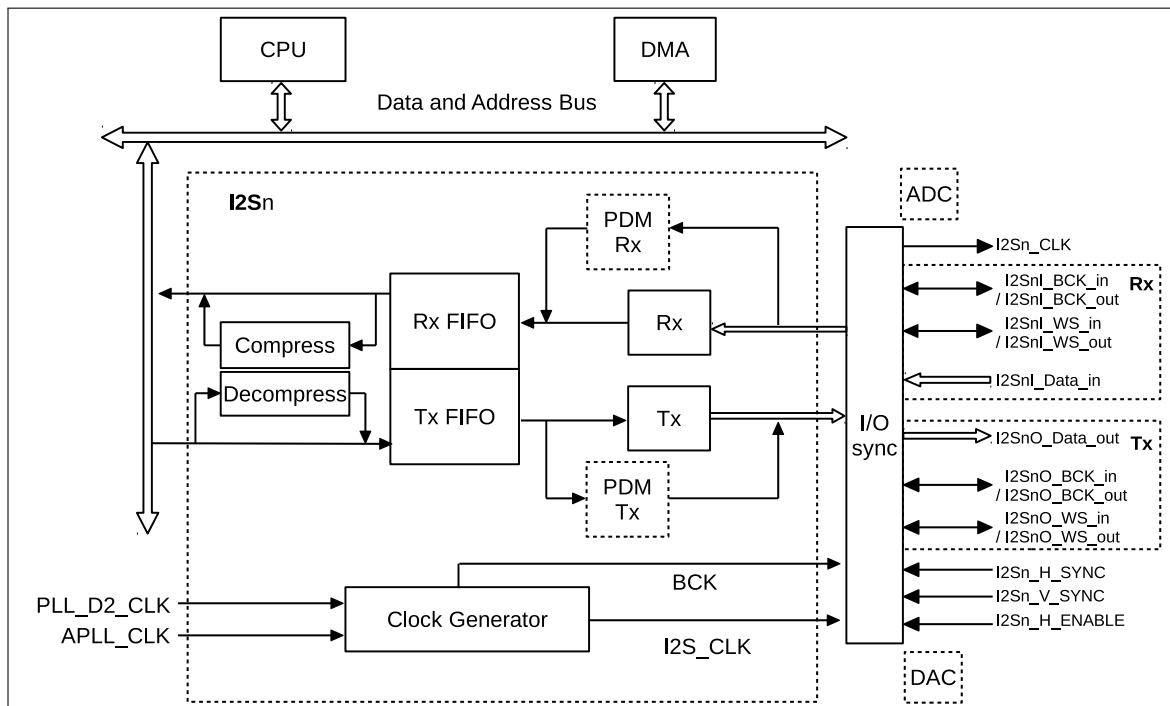 CPU
DMA
Data and Address Bus
I2Sn
ADC
PDM
Rx
I2Sn_CLK
I2SnI_BCK_in
/ I2SnI_BCK_out
Rx
Rx FIFO
Rx
I2SnI_WS_in
/ I2SnI_WS_out
Compress
I2SnI_Data_in
Decompress
Tx FIFO
Tx
I/O
sync
I2SnO_Data_out
Tx
PDM
Tx
I2SnO_BCK_in
/ I2SnO_BCK_out
I2SnO_WS_in
/ I2SnO_WS_out
BCK
I2Sn_H_SYNC
PLL_D2_CLK
Clock Generator
I2Sn_V_SYNC
APLL_CLK
I2S_CLK
I2Sn_H_ENABLE
DAC